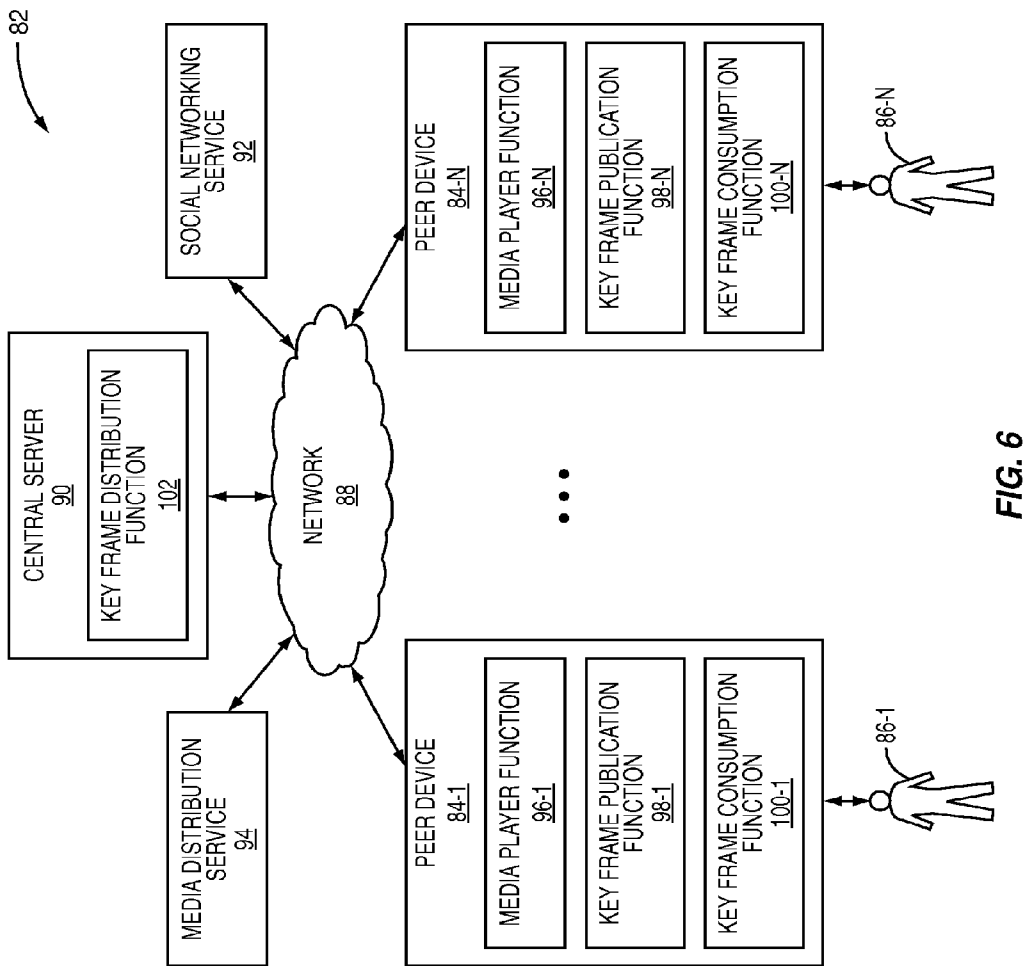 82
CENTRAL SERVER
90
KEY FRAME DISTRIBUTION
FUNCTION
102
MEDIA DISTRIBUTION
SERVICE
94
SOCIAL NETWORKING
SERVICE
92
NETWORK
88
PEER DEVICE
84-1
MEDIA PLAYER FUNCTION
96-1
KEY FRAME PUBLICATION
FUNCTION
98-1
KEY FRAME CONSUMPTION
FUNCTION
100-1
86-1
PEER DEVICE
84-N
MEDIA PLAYER FUNCTION
96-N
KEY FRAME PUBLICATION
FUNCTION
98-N
KEY FRAME CONSUMPTION
FUNCTION
100-N
86-N
FIG. 6